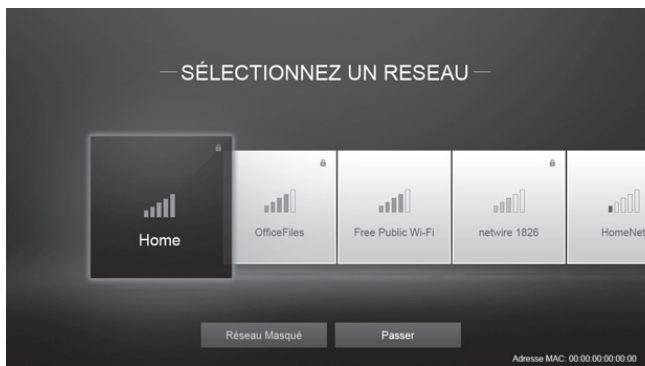 SÉLECTIONNEZ UN RESEAU
Home
OfficeFiles
Free Public Wi-Fi
netwire 1826
HomeNet
Réseau Masqué
Passer
Adresse MAC: 00:00:00:00:00:00